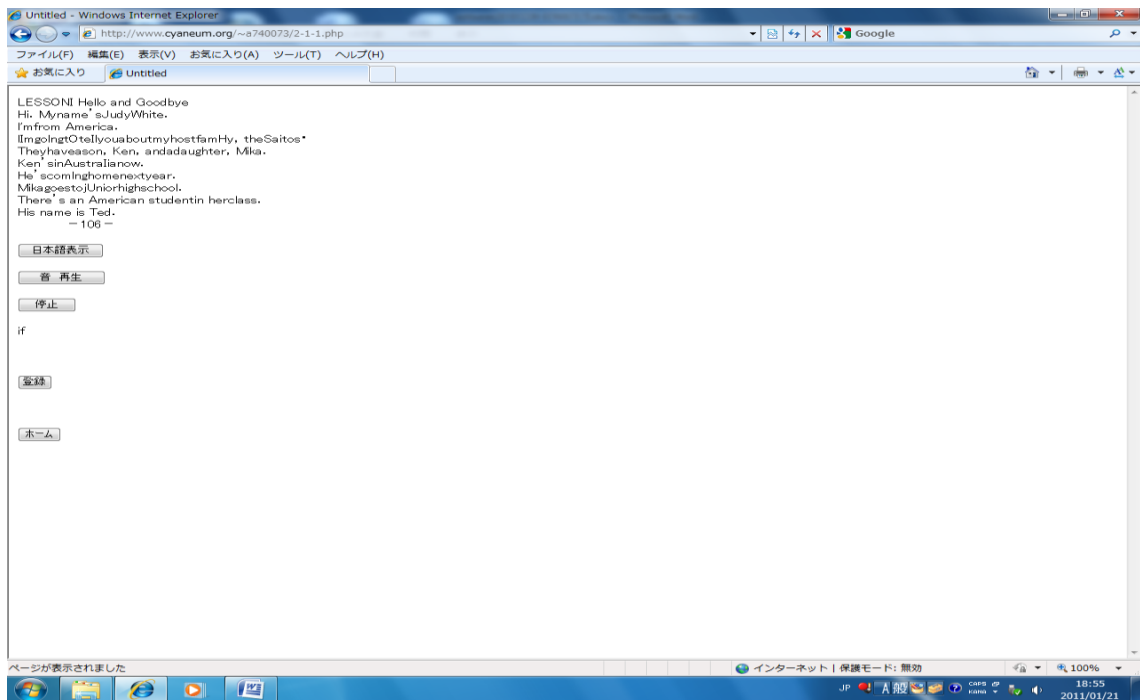 Untitled - Windows Internet Explorer
http://www.cyaneum.org/~a740073/2-1-1.php
Google
ファイル(F) 編集(E) 表示(V) お気に入り(A) ツール(T) ヘルプ(H)
お気に入り Untitled
LESSONI Hello and Goodbye
Hi. Myname'sJudyWhite.
I'mfrom America.
IImgoIngtOteIIyouaboutmyhostfamHy, theSaitos•
Theyhaveason, Ken, andadaughter, Mika.
Ken'sinAustraIianow.
He'scomInghomenextyear.
MikagoestojUniorhighschool.
There's an American studentin herclass.
His name is Ted.
－106－
日本語表示
音 再生
停止
if
登録
ホーム
ページが表示されました
インターネット | 保護モード: 無効
100%
JP A 般 CAPS KANA
18:55
2011/01/21